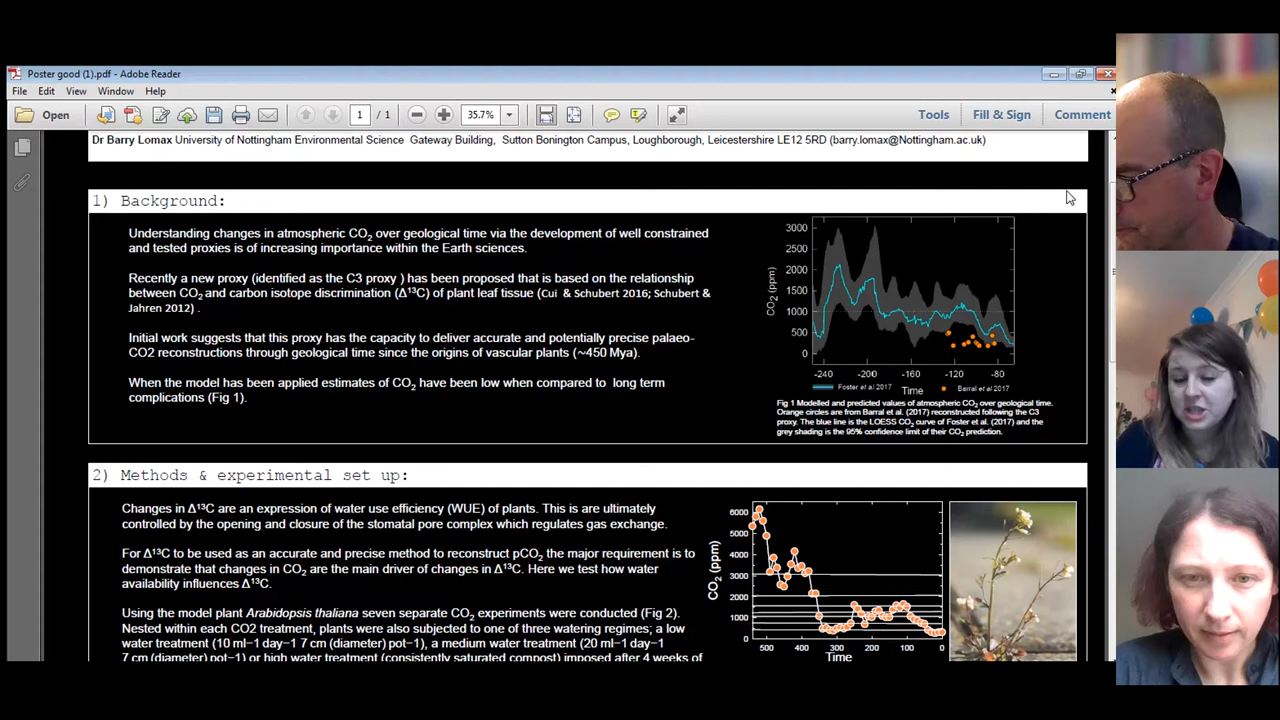 Poster good (1).pdf - Adobe Reader
File Edit View Window Help
Open 1 / 1 35.7% Tools Fill & Sign Comment
Dr Barry Lomax University of Nottingham Environmental Science Gateway Building, Sutton Bonington Campus, Loughborough, Leicestershire LE12 5RD (barry.lomax@Nottingham.ac.uk)
1) Background:
Understanding changes in atmospheric CO2 over geological time via the development of well constrained
and tested proxies is of increasing importance within the Earth sciences.
Recently a new proxy (identified as the C3 proxy ) has been proposed that is based on the relationship
between CO2 and carbon isotope discrimination (Δ¹³C) of plant leaf tissue (Cui & Schubert 2016; Schubert &
Jahren 2012) .
Initial work suggests that this proxy has the capacity to deliver accurate and potentially precise palaeo-
CO2 reconstructions through geological time since the origins of vascular plants (~450 Mya).
When the model has been applied estimates of CO2 have been low when compared to long term
complications (Fig 1).
CO2 (ppm)
3000
2500
2000
1500
1000
500
0
-240 -200 -160 -120 -80
Time
Foster et al 2017 Barral et al 2017
Fig 1 Modelled and predicted values of atmospheric CO2 over geological time.
Orange circles are from Barral et al. (2017) reconstructed following the C3
proxy. The blue line is the LOESS CO2 curve of Foster et al. (2017) and the
grey shading is the 95% confidence limit of their CO2 prediction.
2) Methods & experimental set up:
Changes in Δ¹³C are an expression of water use efficiency (WUE) of plants. This is are ultimately
controlled by the opening and closure of the stomatal pore complex which regulates gas exchange.
For Δ¹³C to be used as an accurate and precise method to reconstruct pCO2 the major requirement is to
demonstrate that changes in CO2 are the main driver of changes in Δ¹³C. Here we test how water
availability influences Δ¹³C.
Using the model plant Arabidopsis thaliana seven separate CO2 experiments were conducted (Fig 2).
Nested within each CO2 treatment, plants were also subjected to one of three watering regimes; a low
water treatment (10 ml−1 day−1 7 cm (diameter) pot−1), a medium water treatment (20 ml−1 day−1
7 cm (diameter) pot−1) or high water treatment (consistently saturated compost) imposed after 4 weeks of
CO2 (ppm)
6000
5000
4000
3000
2000
1000
0
500 400 300 200 100 0
Time